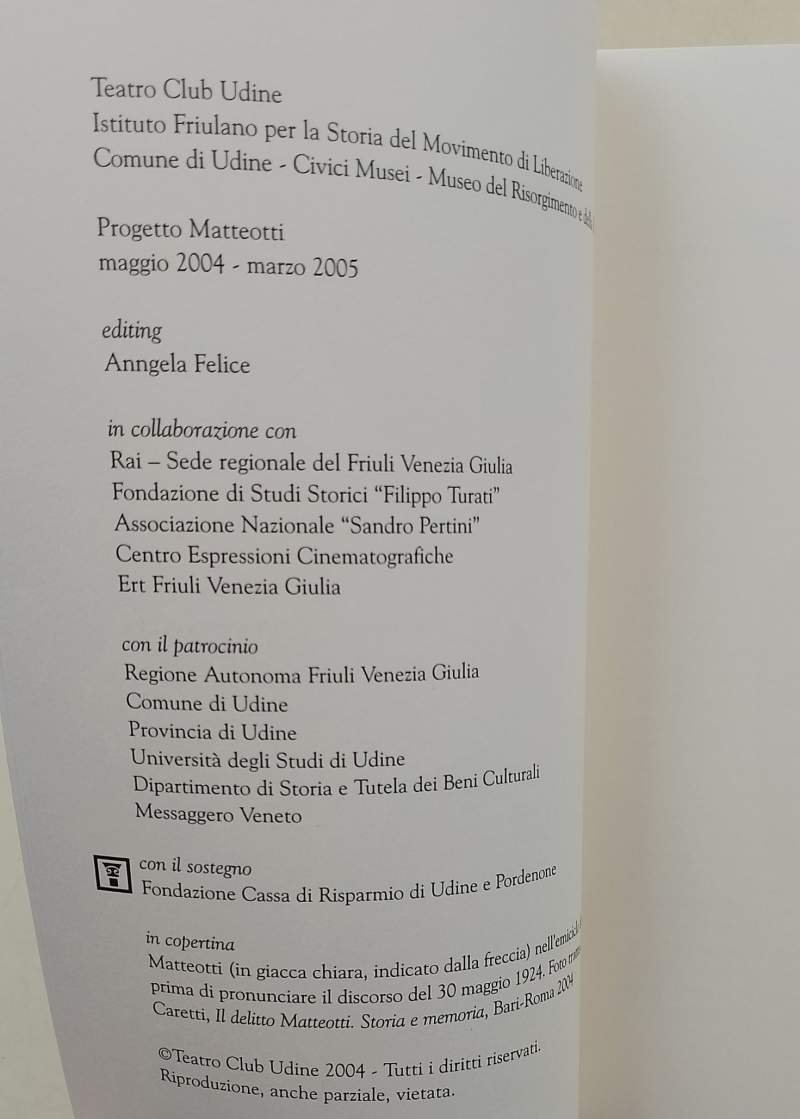 Teatro Club Udine
Istituto Friulano per la Storia del Movimento di Liberazione
Comune di Udine - Civici Musei - Museo del Risorgimento e della
Progetto Matteotti
maggio 2004 - marzo 2005
editing
Anngela Felice
in collaborazione con
Rai – Sede regionale del Friuli Venezia Giulia
Fondazione di Studi Storici “Filippo Turati”
Associazione Nazionale “Sandro Pertini”
Centro Espressioni Cinematografiche
Ert Friuli Venezia Giulia
con il patrocinio
Regione Autonoma Friuli Venezia Giulia
Comune di Udine
Provincia di Udine
Università degli Studi di Udine
Dipartimento di Storia e Tutela dei Beni Culturali
Messaggero Veneto
con il sostegno
Fondazione Cassa di Risparmio di Udine e Pordenone
in copertina
Matteotti (in giacca chiara, indicato dalla freccia) nell'emiciclo
prima di pronunciare il discorso del 30 maggio 1924. Foto
Caretti, Il delitto Matteotti. Storia e memoria, Bari-Roma 2004
©Teatro Club Udine 2004 - Tutti i diritti riservati.
Riproduzione, anche parziale, vietata.